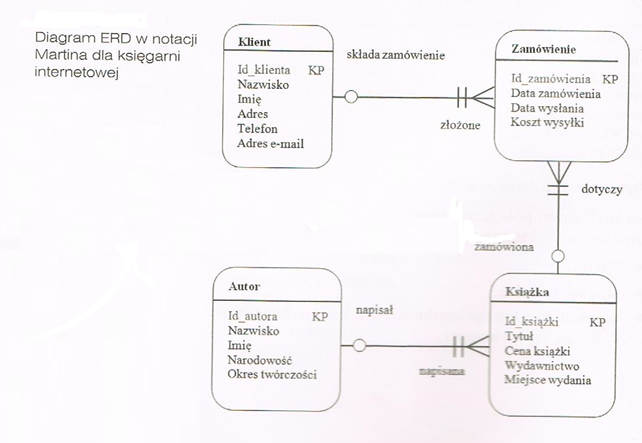 Diagram ERD w notacji
Martina dla księgarni
internetowej
Klient
Id_klienta KP
Nazwisko
Imię
Adres
Telefon
Adres e-mail
składa zamówienie
złożone
Zamówienie
Id_zamówienia KP
Data zamówienia
Data wysłania
Koszt wysyłki
dotyczy
zamówiona
Autor
Id_autora KP
Nazwisko
Imię
Narodowość
Okres twórczości
napisał
napisana
Książka
Id_książki KP
Tytuł
Cena książki
Wydawnictwo
Miejsce wydania